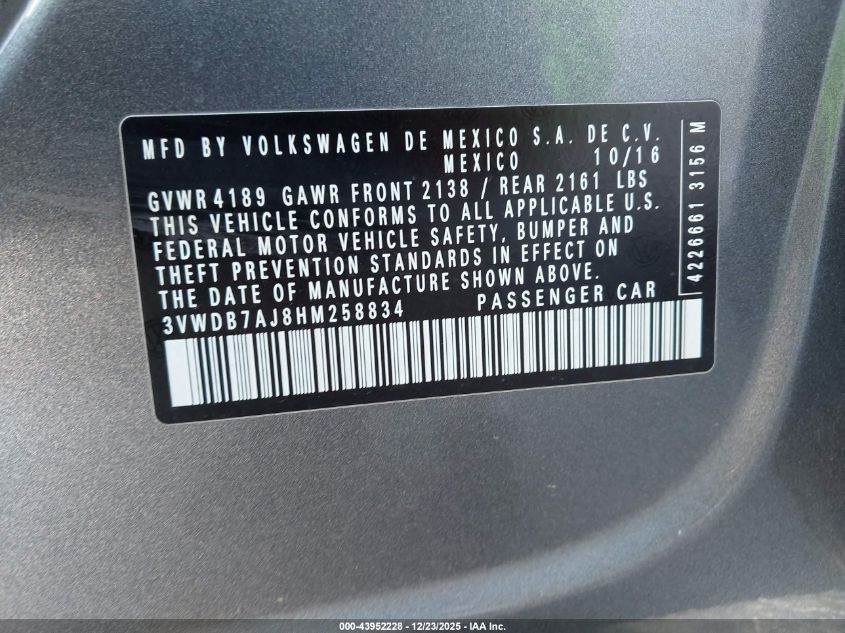 MFD BY VOLKSWAGEN DE MEXICO S.A. DE C.V.
MEXICO 10/16
GVWR 4189 GAWR FRONT 2138 / REAR 2161 LBS
THIS VEHICLE CONFORMS TO ALL APPLICABLE U.S.
FEDERAL MOTOR VEHICLE SAFETY, BUMPER AND
THEFT PREVENTION STANDARDS IN EFFECT ON
THE DATE OF MANUFACTURE SHOWN ABOVE.
3VWDB7AJ8HM258834 PASSENGER CAR
4226661 3156 M
000-43952228 - 12/23/2025 - IAA Inc.